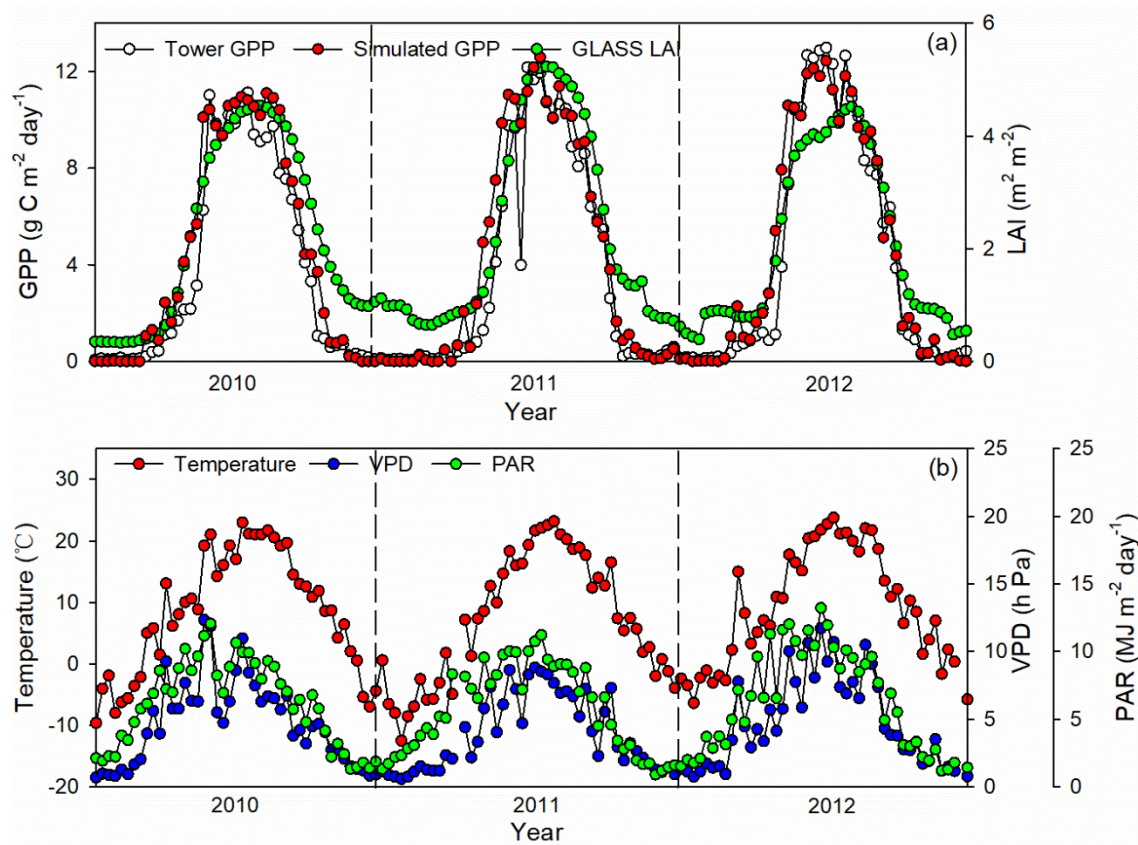 Tower GPP Simulated GPP GLASS LAI (a)
12
8
4
0
GPP (g C m⁻² day⁻¹)
6
4
2
0
LAI (m² m⁻²)
2010 2011 2012
Year
Temperature VPD PAR (b)
30
20
10
0
-10
-20
Temperature (℃)
25
20
15
10
5
0
VPD (h Pa)
25
20
15
10
5
0
PAR (MJ m⁻² day⁻¹)
2010 2011 2012
Year